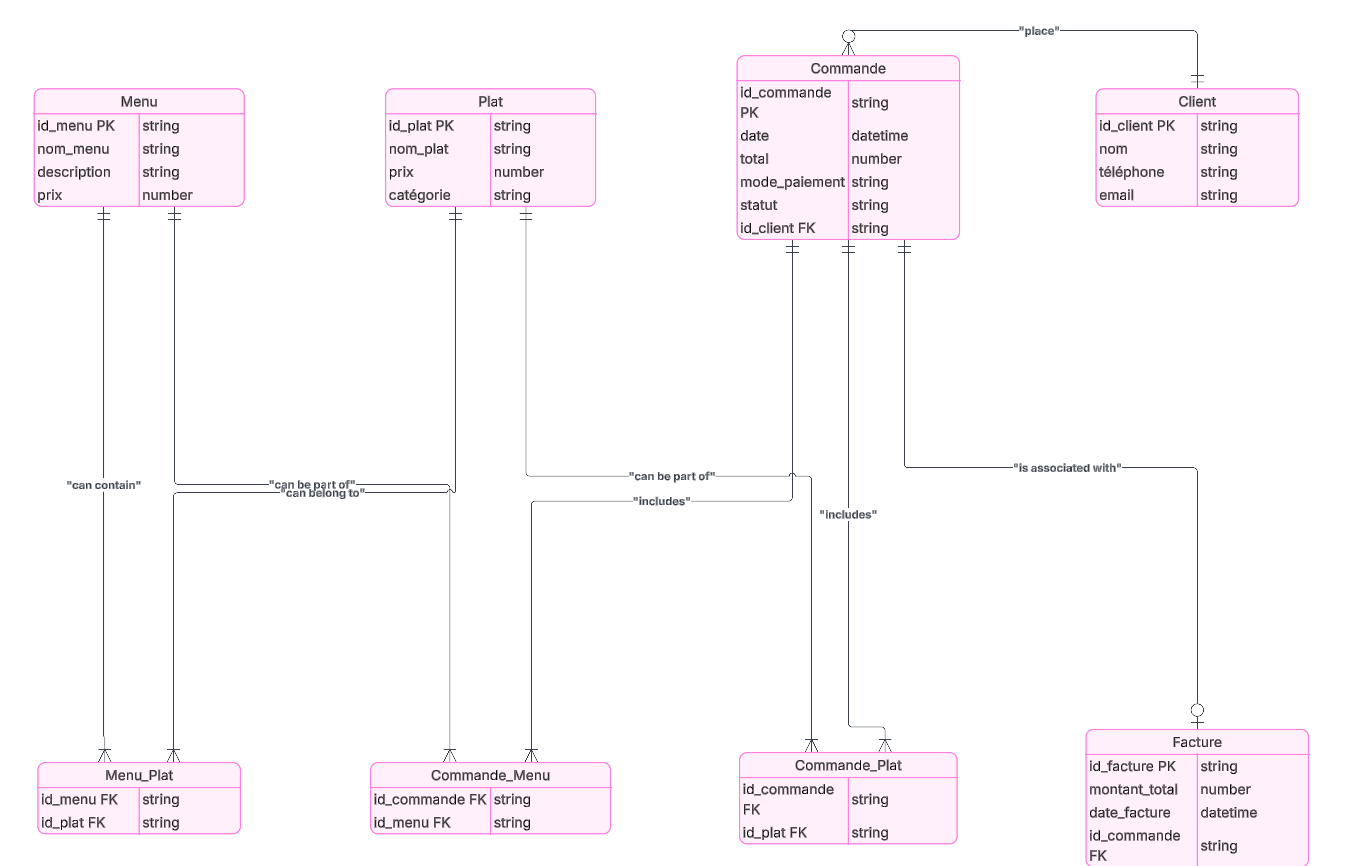 "place"
Menu
id_menu PK string
nom_menu string
description string
prix number
Plat
id_plat PK string
nom_plat string
prix number
catégorie string
Commande
id_commande
PK string
date datetime
total number
mode_paiement string
statut string
id_client FK string
Client
id_client PK string
nom string
téléphone string
email string
"can contain"
"can be part of"
"can belong to"
"can be part of"
"includes"
"includes"
"is associated with"
Menu_Plat
id_menu FK string
id_plat FK string
Commande_Menu
id_commande FK string
id_menu FK string
Commande_Plat
id_commande
FK string
id_plat FK string
Facture
id_facture PK string
montant_total number
date_facture datetime
id_commande
FK string